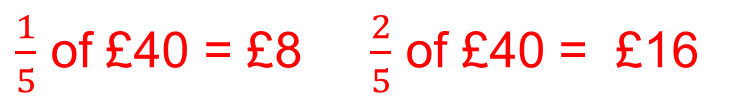 1/5 of £40 = £8 2/5 of £40 = £16